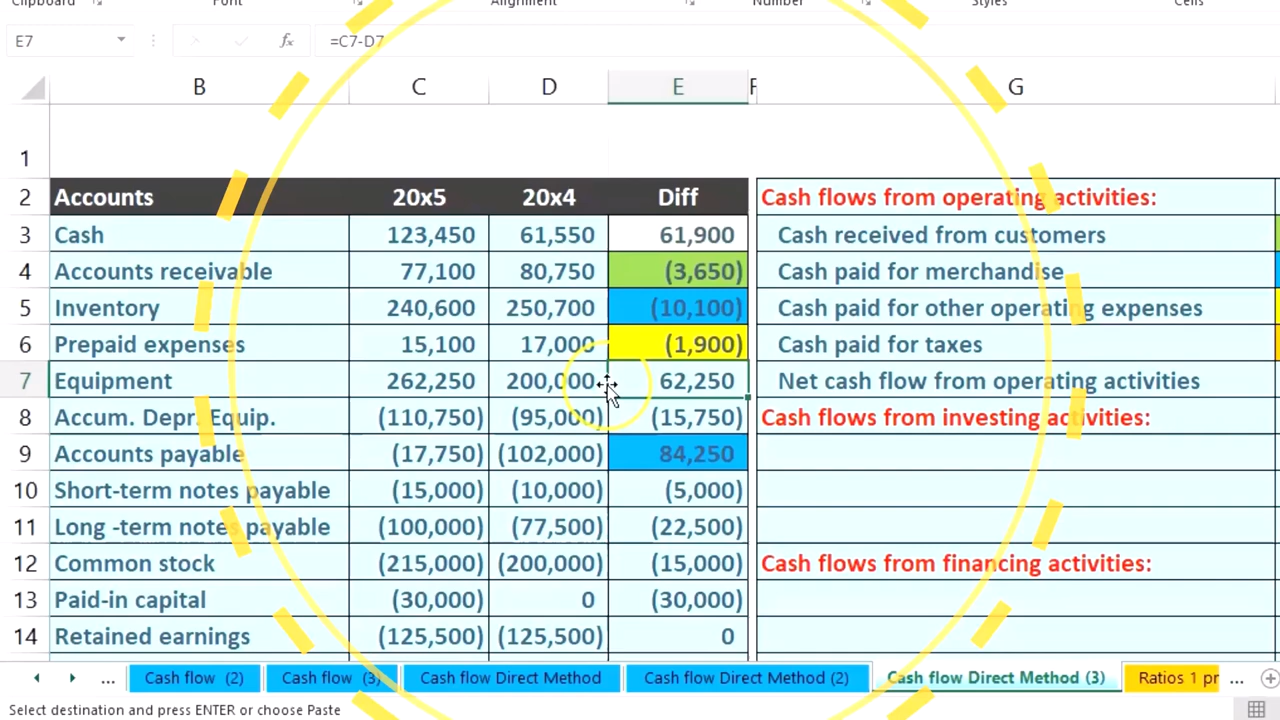 Clipboard Font Alignment Number Styles Cells
E7 fx =C7-D7
B C D E F G
1
2 Accounts 20x5 20x4 Diff Cash flows from operating activities:
3 Cash 123,450 61,550 61,900 Cash received from customers
4 Accounts receivable 77,100 80,750 (3,650) Cash paid for merchandise
5 Inventory 240,600 250,700 (10,100) Cash paid for other operating expenses
6 Prepaid expenses 15,100 17,000 (1,900) Cash paid for taxes
7 Equipment 262,250 200,000 62,250 Net cash flow from operating activities
8 Accum. Depr. Equip. (110,750) (95,000) (15,750) Cash flows from investing activities:
9 Accounts payable (17,750) (102,000) 84,250
10 Short-term notes payable (15,000) (10,000) (5,000)
11 Long -term notes payable (100,000) (77,500) (22,500)
12 Common stock (215,000) (200,000) (15,000) Cash flows from financing activities:
13 Paid-in capital (30,000) 0 (30,000)
14 Retained earnings (125,500) (125,500) 0
... Cash flow (2) Cash flow (3) Cash flow Direct Method Cash flow Direct Method (2) Cash flow Direct Method (3) Ratios 1 pr ...
Select destination and press ENTER or choose Paste